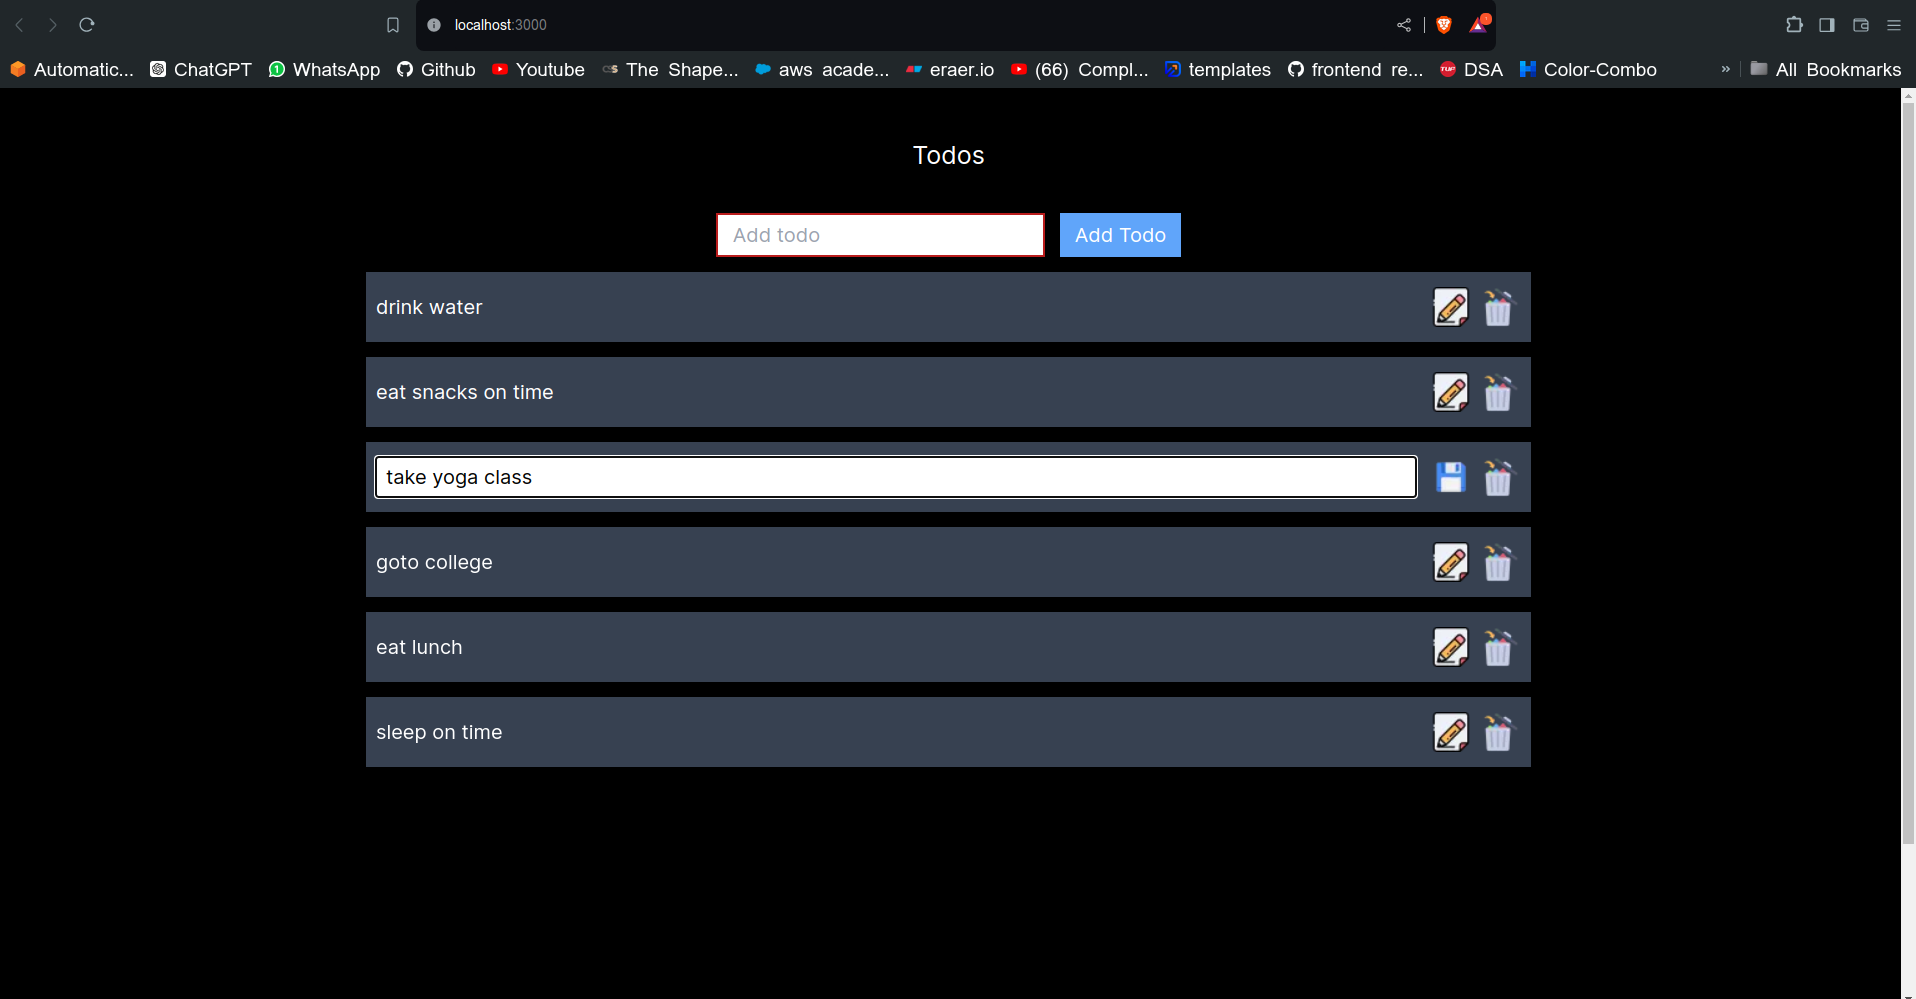 localhost:3000
Automatic... ChatGPT WhatsApp Github Youtube The Shape... aws acade... eraer.io (66) Compl... templates frontend re... DSA Color-Combo » All Bookmarks
Todos
Add todo Add Todo
drink water
eat snacks on time
take yoga class
goto college
eat lunch
sleep on time